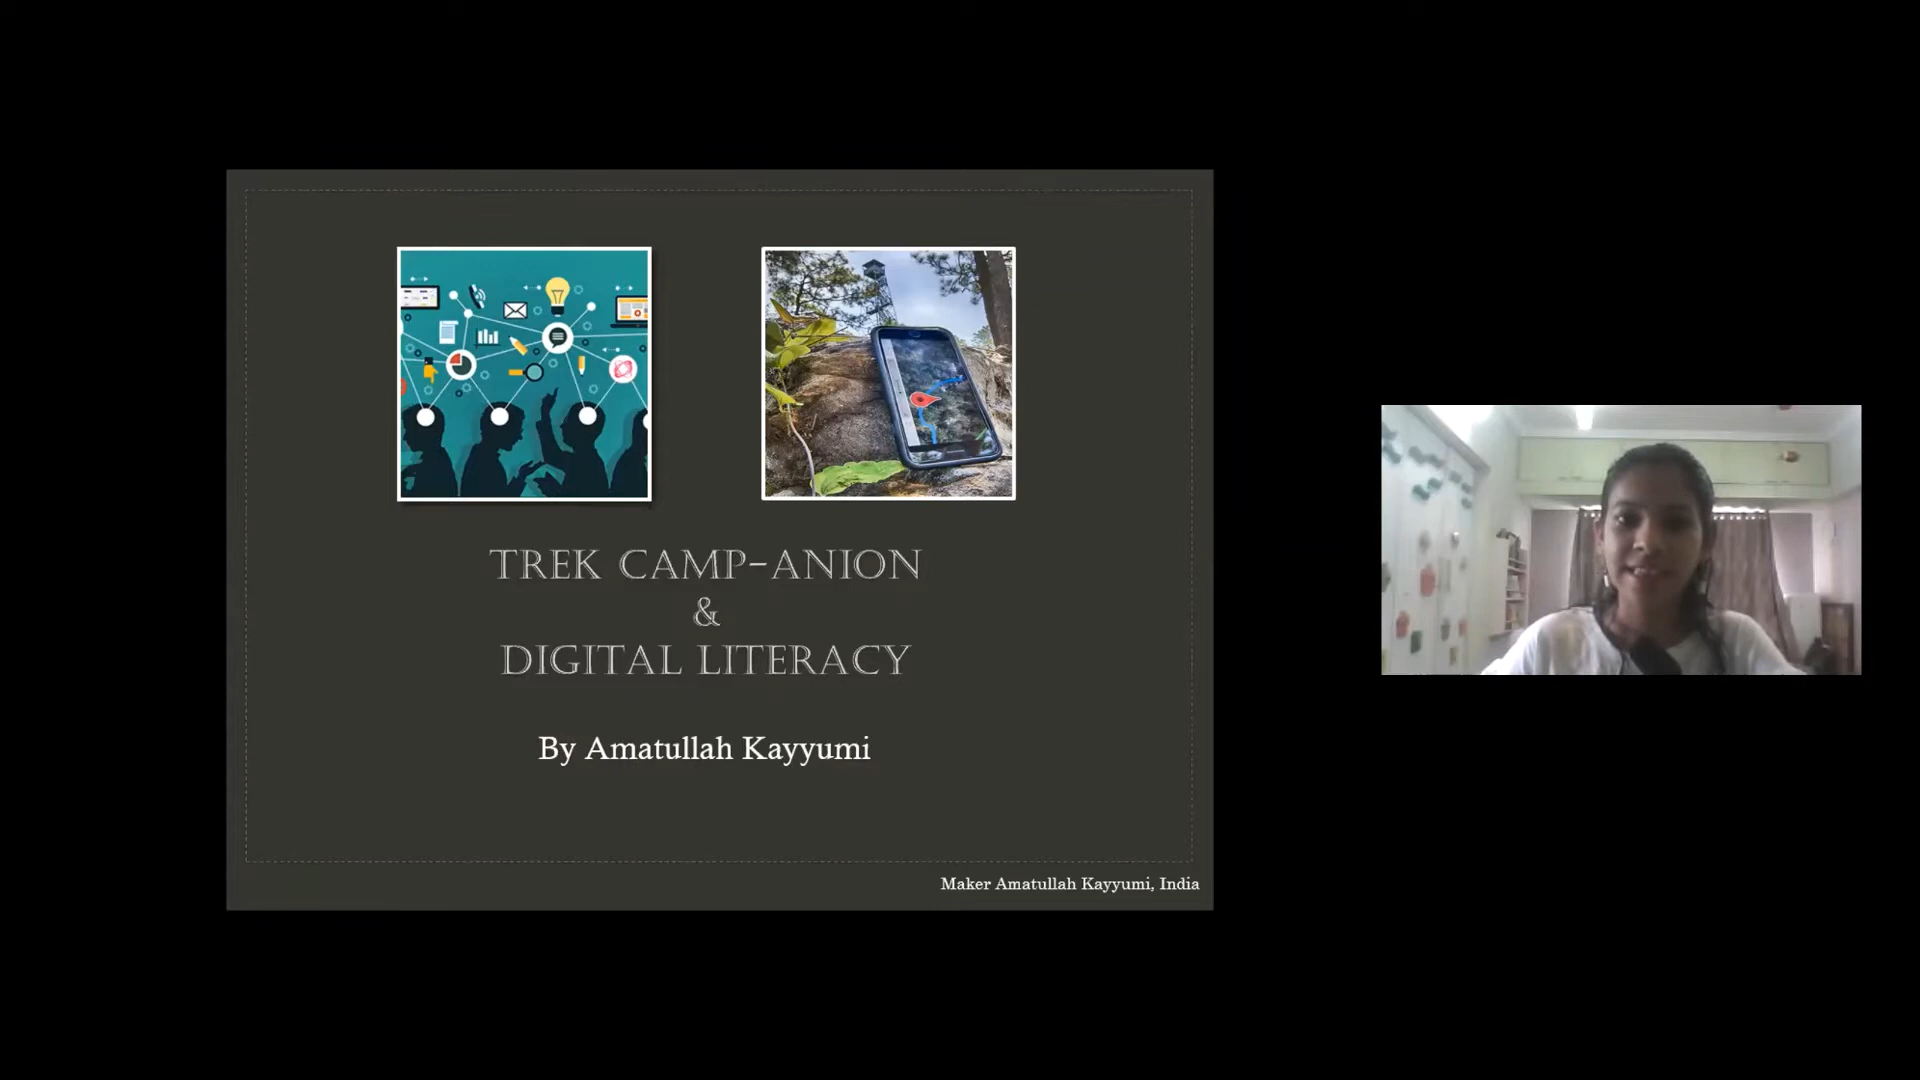 TREK CAMP-ANION
&
DIGITAL LITERACY
By Amatullah Kayyumi
Maker Amatullah Kayyumi, India